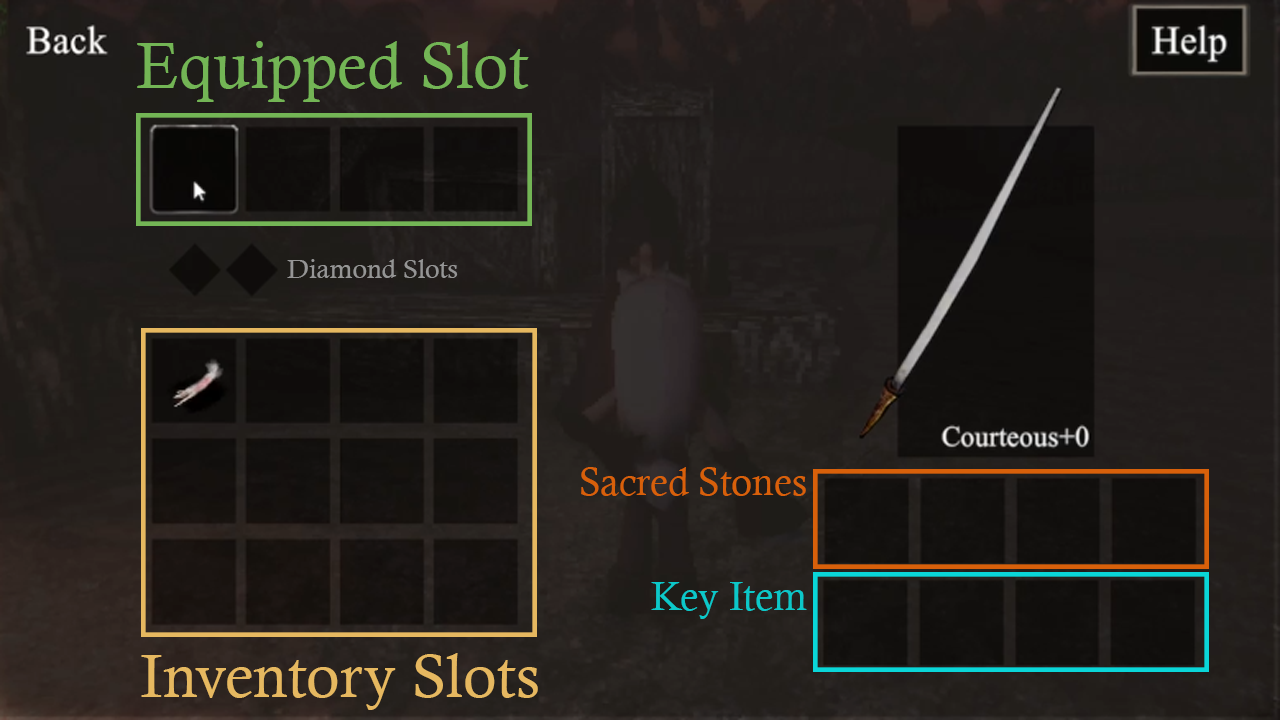 Back
Help
Equipped Slot
Diamond Slots
Courteous+0
Sacred Stones
Key Item
Inventory Slots